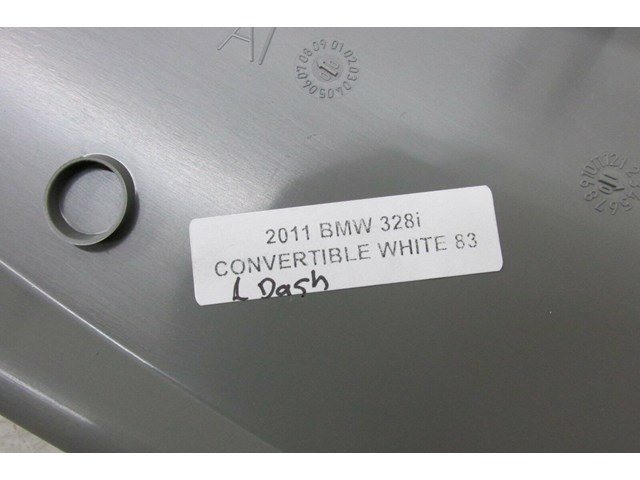 A/
2011 BMW 328i
CONVERTIBLE WHITE 83
L Dash